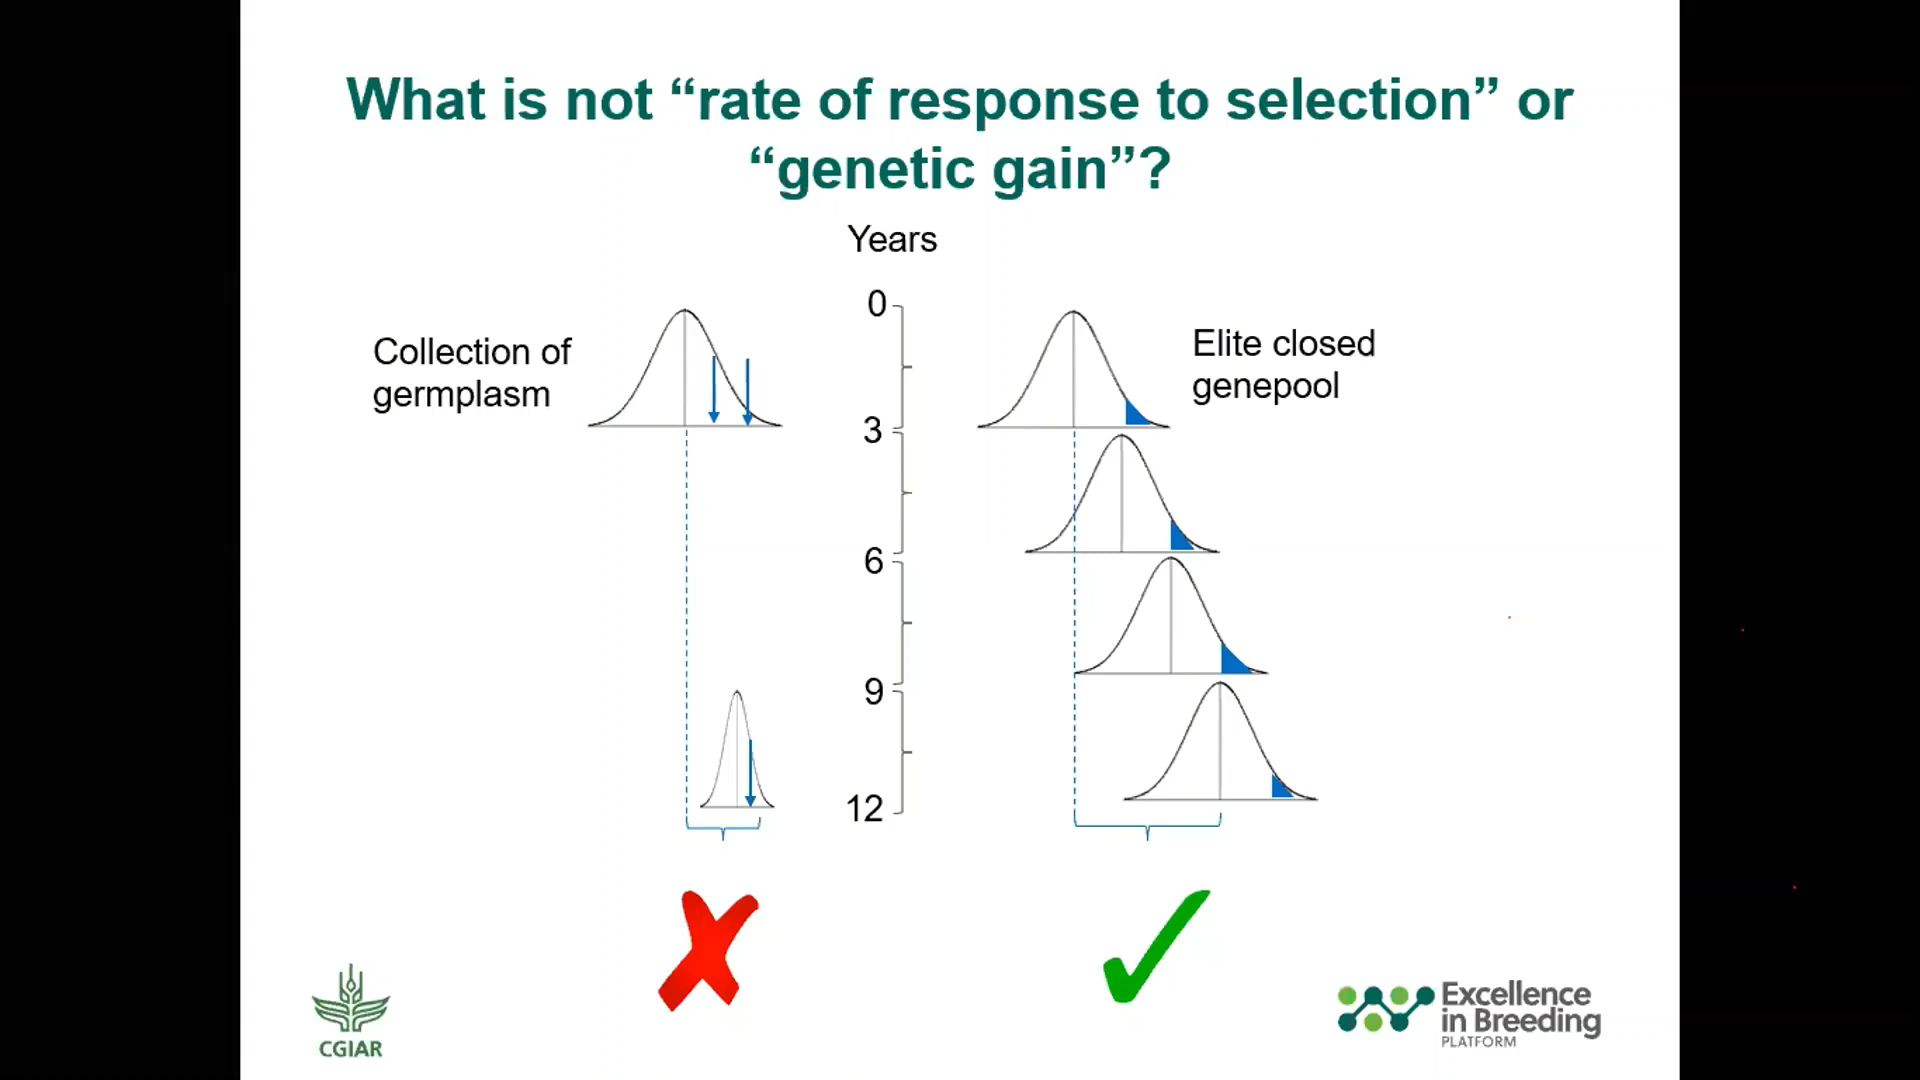 What is not “rate of response to selection” or
“genetic gain”?
Years
Collection of
germplasm
Elite closed
genepool
0
3
6
9
12
CGIAR
Excellence
in Breeding
PLATFORM